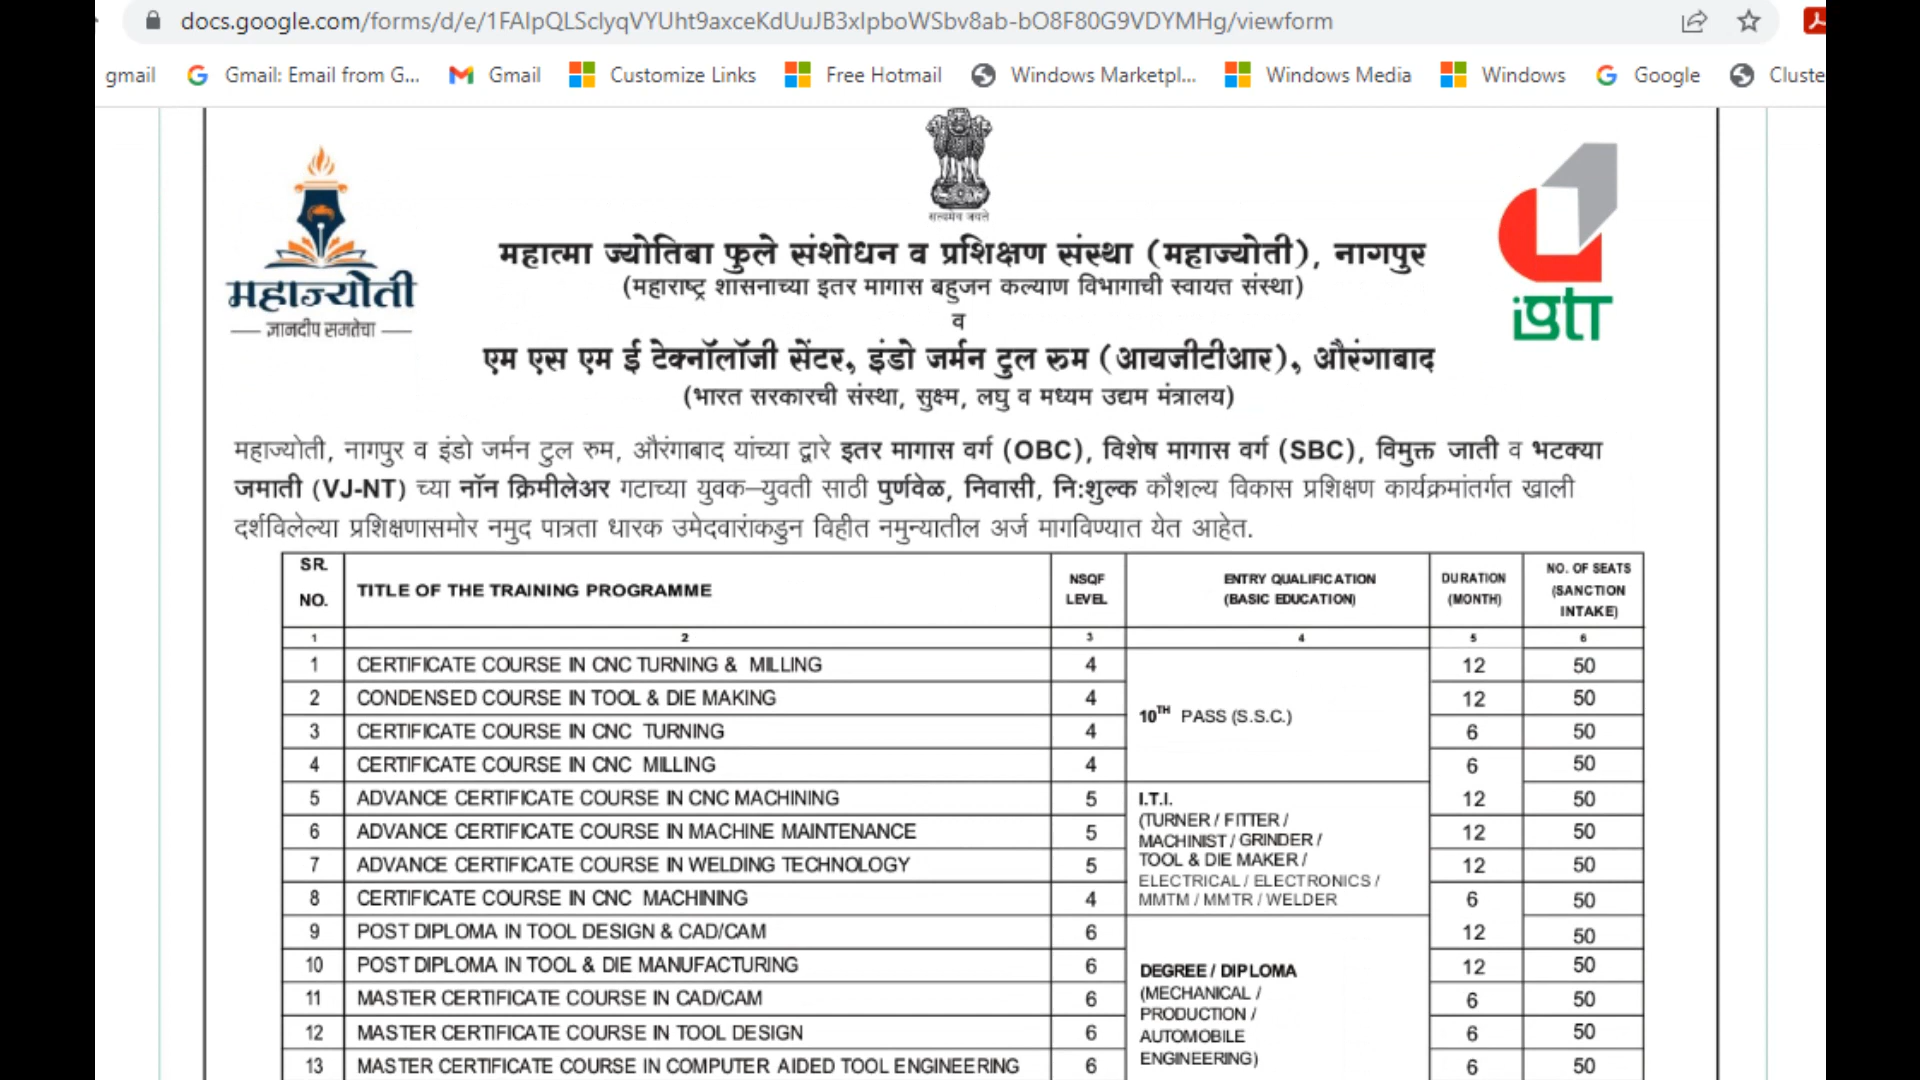 docs.google.com/forms/d/e/1FAIpQLSclyqVYUht9axceKdUuJB3xIpboWSbv8ab-bO8F80G9VDYMHg/viewform
gmail Gmail: Email from G... Gmail Customize Links Free Hotmail Windows Marketpl... Windows Media Windows Google Cluste
सत्यमेव जयते
महाज्योती
ज्ञानदीप समतेचा
igtr
महात्मा ज्योतिबा फुले संशोधन व प्रशिक्षण संस्था (महाज्योती), नागपुर
(महाराष्ट्र शासनाच्या इतर मागास बहुजन कल्याण विभागाची स्वायत्त संस्था)
व
एम एस एम ई टेक्नॉलॉजी सेंटर, इंडो जर्मन टुल रुम (आयजीटीआर), औरंगाबाद
(भारत सरकारची संस्था, सुक्ष्म, लघु व मध्यम उद्यम मंत्रालय)
महाज्योती, नागपुर व इंडो जर्मन टुल रुम, औरंगाबाद यांच्या द्वारे इतर मागास वर्ग (OBC), विशेष मागास वर्ग (SBC), विमुक्त जाती व भटक्या
जमाती (VJ-NT) च्या नॉन क्रिमीलेअर गटाच्या युवक–युवती साठी पुर्णवेळ, निवासी, नि:शुल्क कौशल्य विकास प्रशिक्षण कार्यक्रमांतर्गत खाली
दर्शविलेल्या प्रशिक्षणासमोर नमुद पात्रता धारक उमेदवारांकडुन विहीत नमुन्यातील अर्ज मागविण्यात येत आहेत.
SR. NO. TITLE OF THE TRAINING PROGRAMME NSQF LEVEL ENTRY QUALIFICATION (BASIC EDUCATION) DURATION (MONTH) NO. OF SEATS (SANCTION INTAKE)
1 2 3 4 5 6
1 CERTIFICATE COURSE IN CNC TURNING & MILLING 4 12 50
2 CONDENSED COURSE IN TOOL & DIE MAKING 4 12 50
10TH PASS (S.S.C.)
3 CERTIFICATE COURSE IN CNC TURNING 4 6 50
4 CERTIFICATE COURSE IN CNC MILLING 4 6 50
5 ADVANCE CERTIFICATE COURSE IN CNC MACHINING 5 I.T.I. 12 50
(TURNER / FITTER /
6 ADVANCE CERTIFICATE COURSE IN MACHINE MAINTENANCE 5 MACHINIST / GRINDER / 12 50
7 ADVANCE CERTIFICATE COURSE IN WELDING TECHNOLOGY 5 TOOL & DIE MAKER / 12 50
ELECTRICAL / ELECTRONICS /
8 CERTIFICATE COURSE IN CNC MACHINING 4 MMTM / MMTR / WELDER 6 50
9 POST DIPLOMA IN TOOL DESIGN & CAD/CAM 6 12 50
10 POST DIPLOMA IN TOOL & DIE MANUFACTURING 6 DEGREE / DIPLOMA 12 50
11 MASTER CERTIFICATE COURSE IN CAD/CAM 6 (MECHANICAL / 6 50
PRODUCTION /
12 MASTER CERTIFICATE COURSE IN TOOL DESIGN 6 AUTOMOBILE 6 50
13 MASTER CERTIFICATE COURSE IN COMPUTER AIDED TOOL ENGINEERING 6 ENGINEERING) 6 50